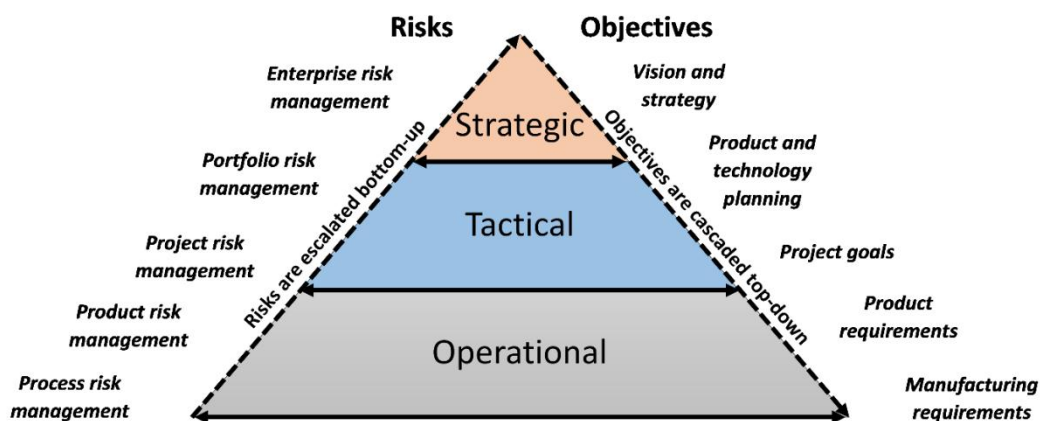 Risks
Objectives
Enterprise risk
management
Vision and
strategy
Strategic
Portfolio risk
management
Product and
technology
planning
Risks are escalated bottom-up
Objectives are cascaded top-down
Tactical
Project risk
management
Project goals
Product risk
management
Product
requirements
Operational
Process risk
management
Manufacturing
requirements